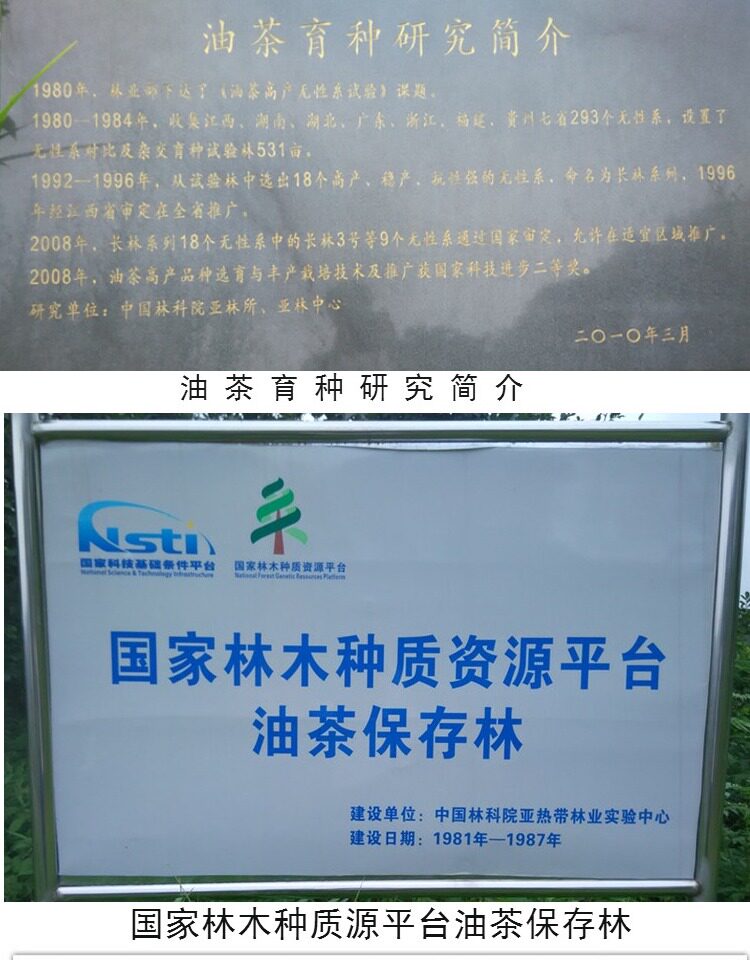 油茶育种研究简介
1980年，林业部下达了《油茶高产无性系试验》课题。
1980—1984年，收集江西、湖南、湖北、广东、浙江、福建、贵州七省293个无性系，设置了
无性系对比及杂交育种试验林531亩。
1992—1996年，从试验林中选出18个高产、稳产、抗性强的无性系，命名为长林系列，1996
年经江西省审定在全省推广。
2008年，长林系列18个无性系中的长林3号等9个无性系通过国家审定，允许在适宜区域推广。
2008年，油茶高产品种选育与丰产栽培技术及推广获国家科技进步二等奖。
研究单位：中国林科院亚林所、亚林中心
二〇一〇年三月
油茶育种研究简介
Nsti
国家科技基础条件平台
National Science & Technology Infrastructure
国家林木种质资源平台
National Forest Genetic Resources Platform
国家林木种质资源平台
油茶保存林
建设单位：中国林科院亚热带林业实验中心
建设日期：1981年—1987年
国家林木种质源平台油茶保存林